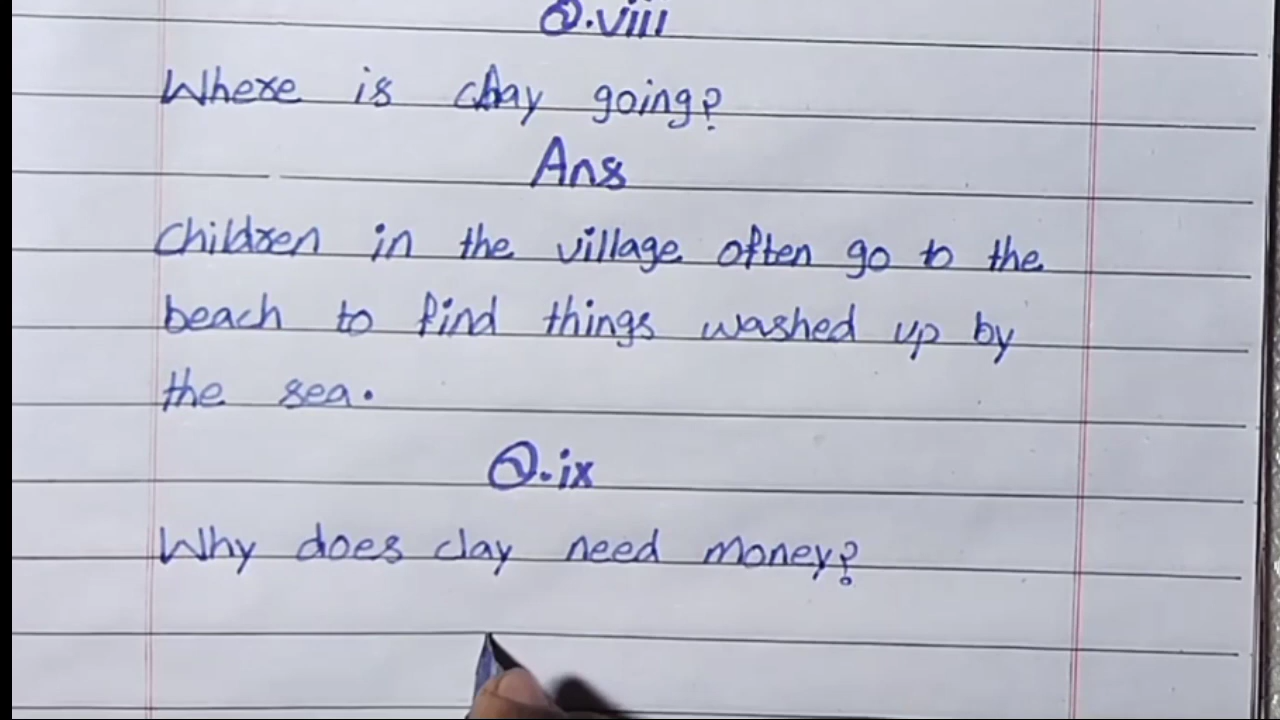 Q.viii
Where is clay going?
Ans
Children in the village often go to the
beach to find things washed up by
the sea.
Q.ix
Why does clay need money?